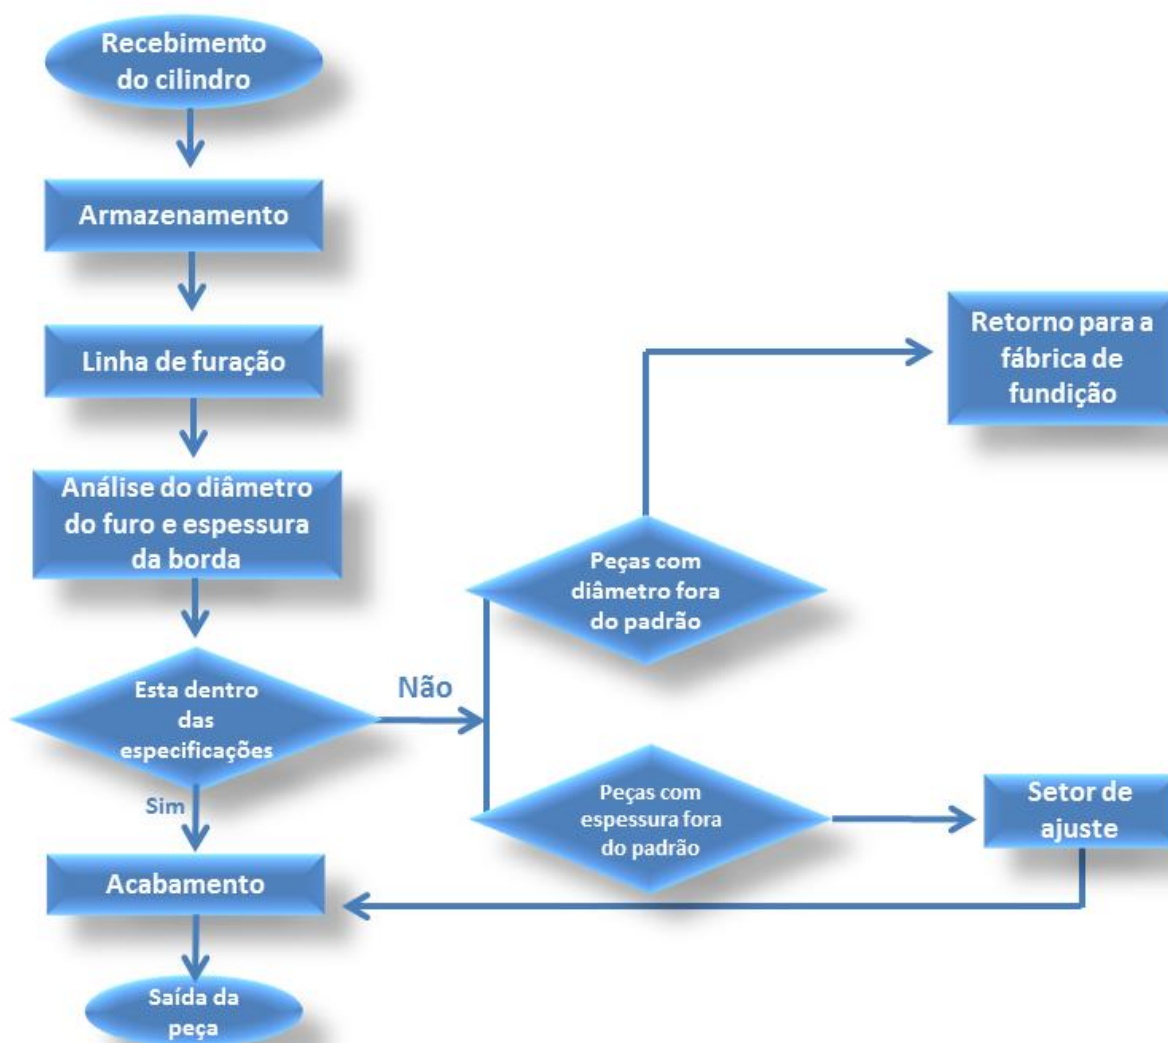 Recebimento
do cilindro
Armazenamento
Linha de furação
Análise do diâmetro
do furo e espessura
da borda
Esta dentro
das
especificações
Não
Sim
Peças com
diâmetro fora
do padrão
Retorno para a
fábrica de
fundição
Peças com
espessura fora
do padrão
Setor de
ajuste
Acabamento
Saída da
peça